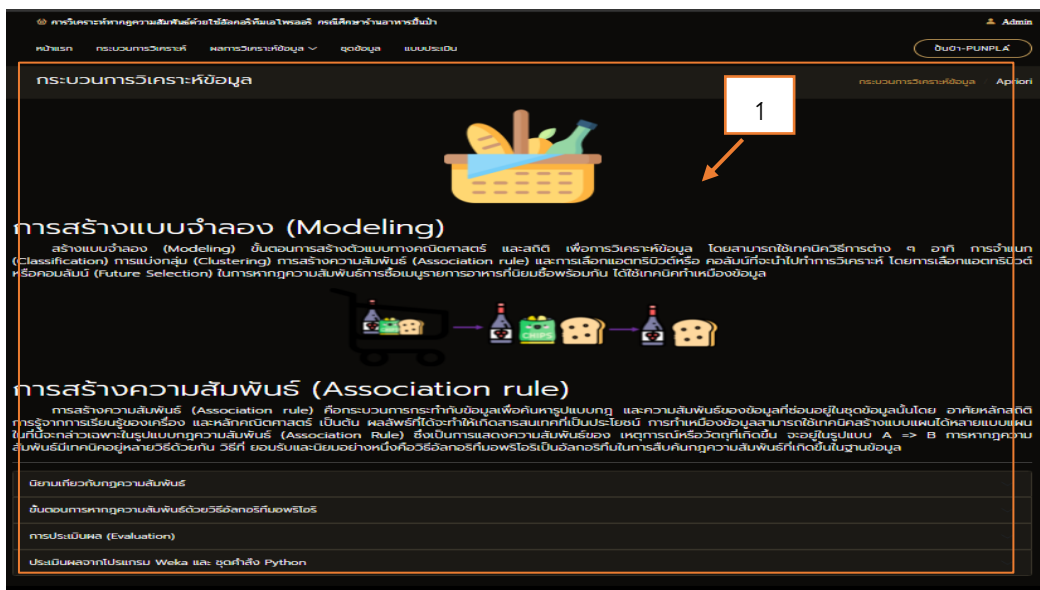 การวิเคราะห์หากฎความสัมพันธ์ด้วยใช้อัลกอริทึมเอไพรออริ กรณีศึกษาร้านอาหารปั้นป่า
Admin
หน้าแรก กระบวนการวิเคราะห์ ผลการวิเคราะห์ข้อมูล ชุดข้อมูล แบบประเมิน
PUNPLA
กระบวนการวิเคราะห์ข้อมูล
กระบวนการวิเคราะห์ข้อมูล Apriori
1
การสร้างแบบจำลอง (Modeling)
สร้างแบบจำลอง (Modeling) ขั้นตอนการสร้างตัวแบบทางคณิตศาสตร์ และสถิติ เพื่อการวิเคราะห์ข้อมูล โดยสามารถใช้เทคนิควิธีการต่าง ๆ อาทิ การจำแนก
(Classification) การแบ่งกลุ่ม (Clustering) การสร้างความสัมพันธ์ (Association rule) และการเลือกแอตทริบิวต์หรือ คอลัมน์ที่จะนำไปทำการวิเคราะห์ โดยการเลือกแอตทริบิวต์
หรือคอมลัมน์ (Future Selection) ในการหากฎความสัมพันธ์การซื้อเมนูรายการอาหารที่นิยมซื้อพร้อมกัน ได้ใช้เทคนิคทำเหมืองข้อมูล
CHIPS
การสร้างความสัมพันธ์ (Association rule)
การสร้างความสัมพันธ์ (Association rule) คือกระบวนการกระทำกับข้อมูลเพื่อค้นหารูปแบบกฎ และความสัมพันธ์ของข้อมูลที่ซ่อนอยู่ในชุดข้อมูลนั้นโดย อาศัยหลักสถิติ
การรู้จากการเรียนรู้ของเครื่อง และหลักคณิตศาสตร์ เป็นต้น ผลลัพธ์ที่ได้จะทำให้เกิดสารสนเทศที่เป็นประโยชน์ การทำเหมืองข้อมูลสามารถใช้เทคนิคสร้างแบบแผนได้หลายแบบแผน
ในที่นี้จะกล่าวเฉพาะในรูปแบบกฎความสัมพันธ์ (Association Rule) ซึ่งเป็นการแสดงความสัมพันธ์ของ เหตุการณ์หรือวัตถุที่เกิดขึ้น จะอยู่ในรูปแบบ A => B การหากฎความ
สัมพันธ์มีเทคนิคอยู่หลายวิธีด้วยกัน วิธีที่ ยอมรับและนิยมอย่างหนึ่งคือวิธีอัลกอริทึมอพริโอริเป็นอัลกอริทึมในการสืบค้นกฎความสัมพันธ์ที่เกิดขึ้นในฐานข้อมูล
นิยามเกี่ยวกับกฎความสัมพันธ์
ขั้นตอนการหากฎความสัมพันธ์ด้วยวิธีอัลกอริทึมอพริโอริ
การประเมินผล (Evaluation)
ประเมินผลจากโปรแกรม Weka และ ชุดคำสั่ง Python